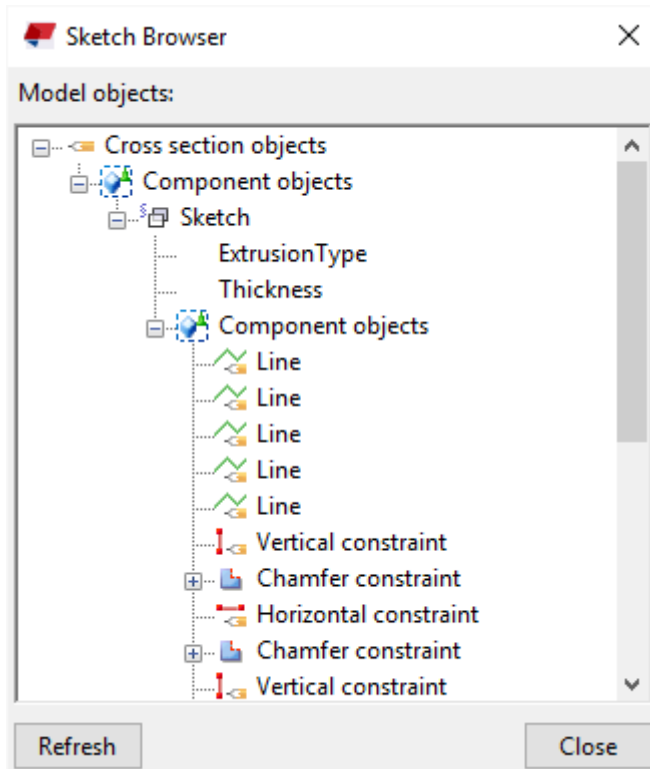 Sketch Browser
Model objects:
Cross section objects
Component objects
Sketch
ExtrusionType
Thickness
Component objects
Line
Line
Line
Line
Line
Vertical constraint
Chamfer constraint
Horizontal constraint
Chamfer constraint
Vertical constraint
Refresh Close